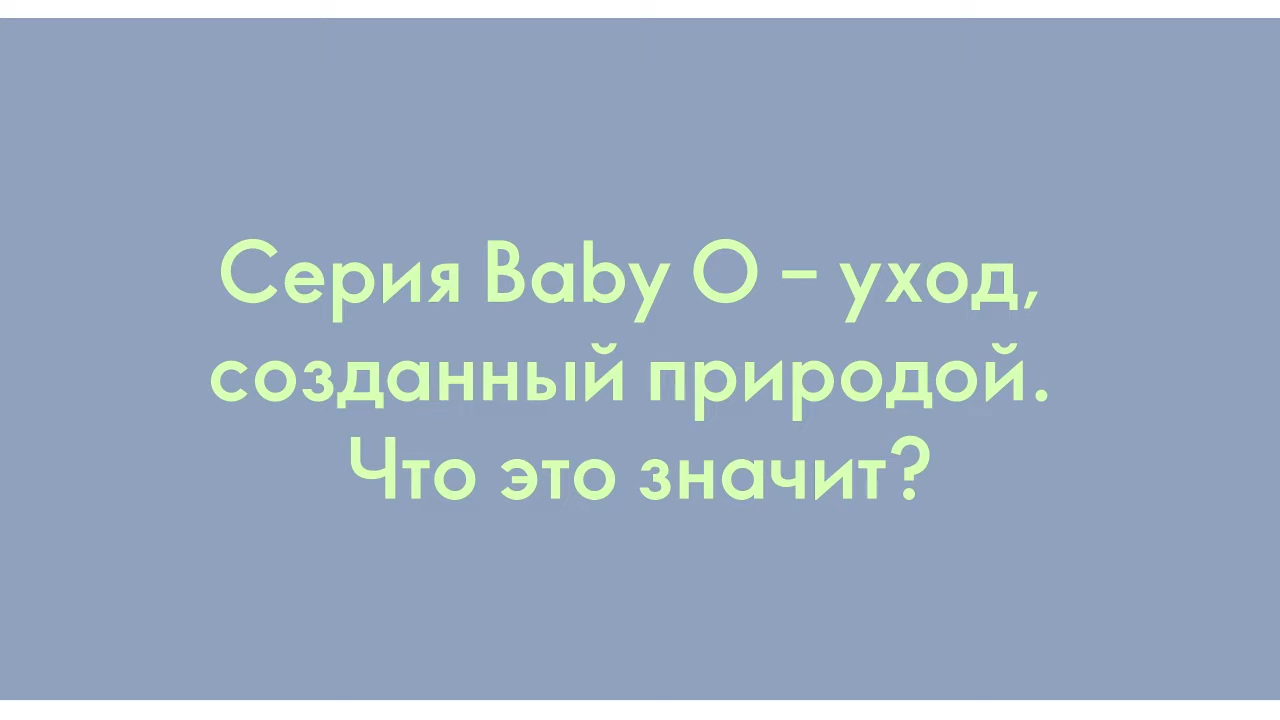 Серия Baby O – уход,
созданный природой.
Что это значит?